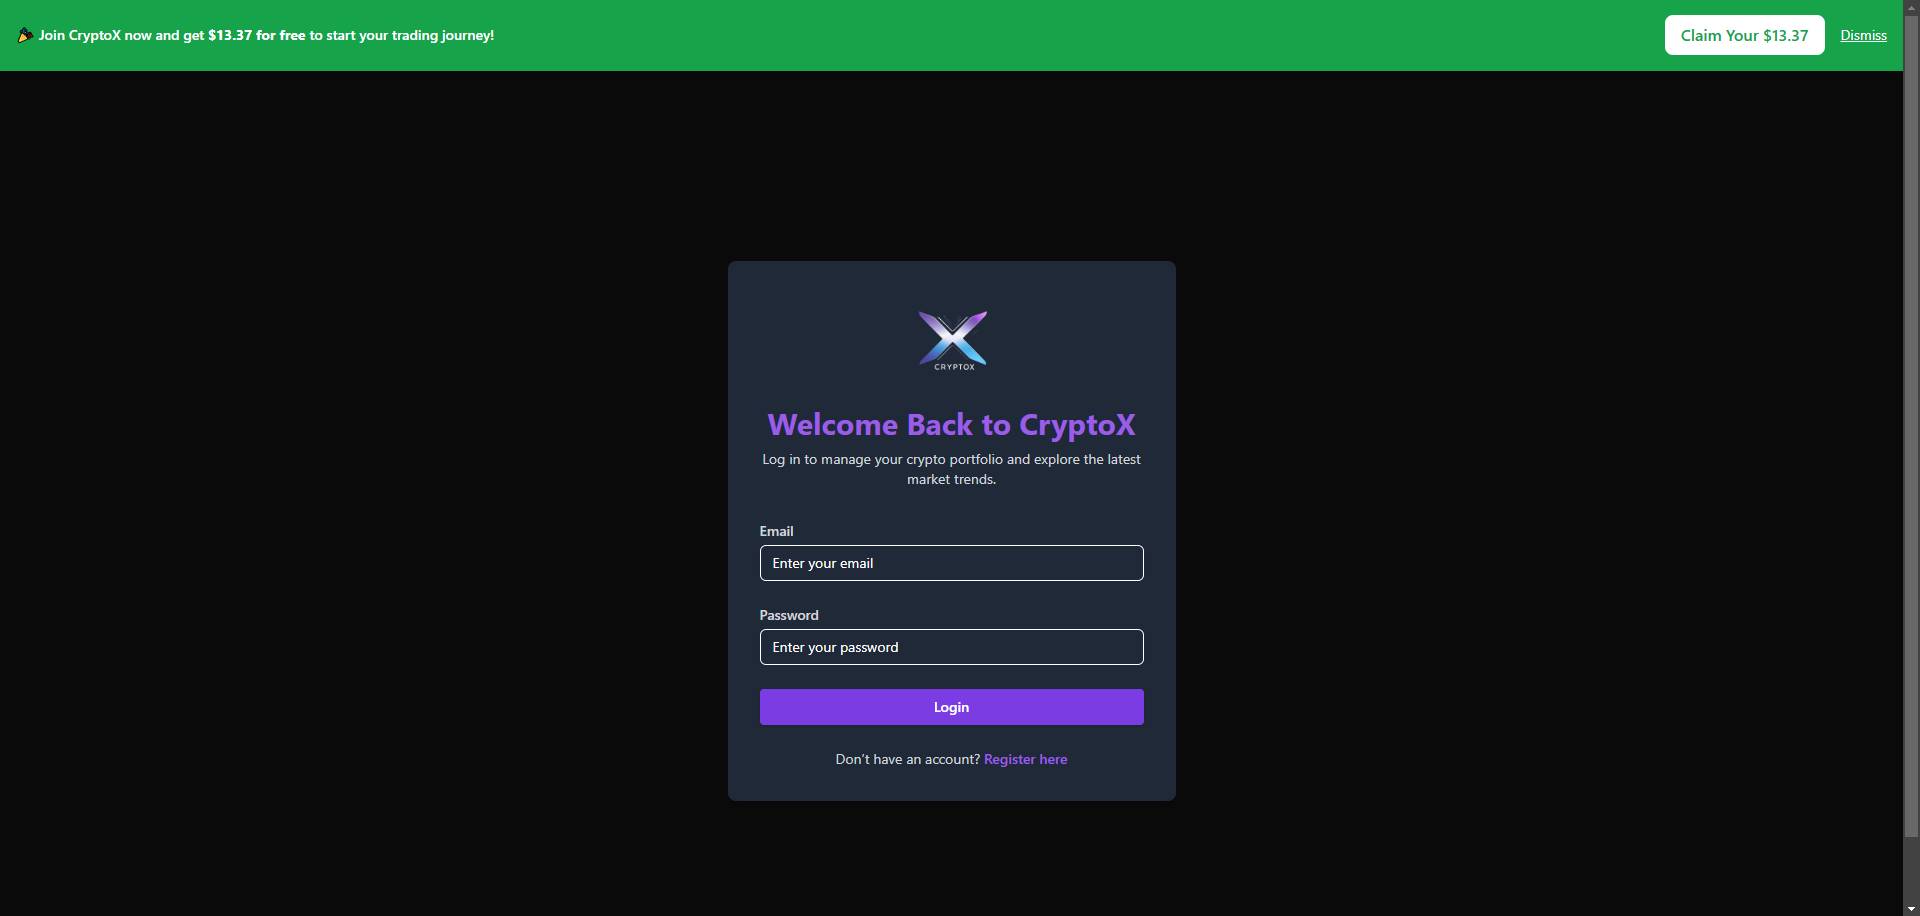 🎉 Join CryptoX now and get $13.37 for free to start your trading journey!
Claim Your $13.37
Dismiss
CRYPTOX
Welcome Back to CryptoX
Log in to manage your crypto portfolio and explore the latest
market trends.
Email
Enter your email
Password
Enter your password
Login
Don't have an account? Register here